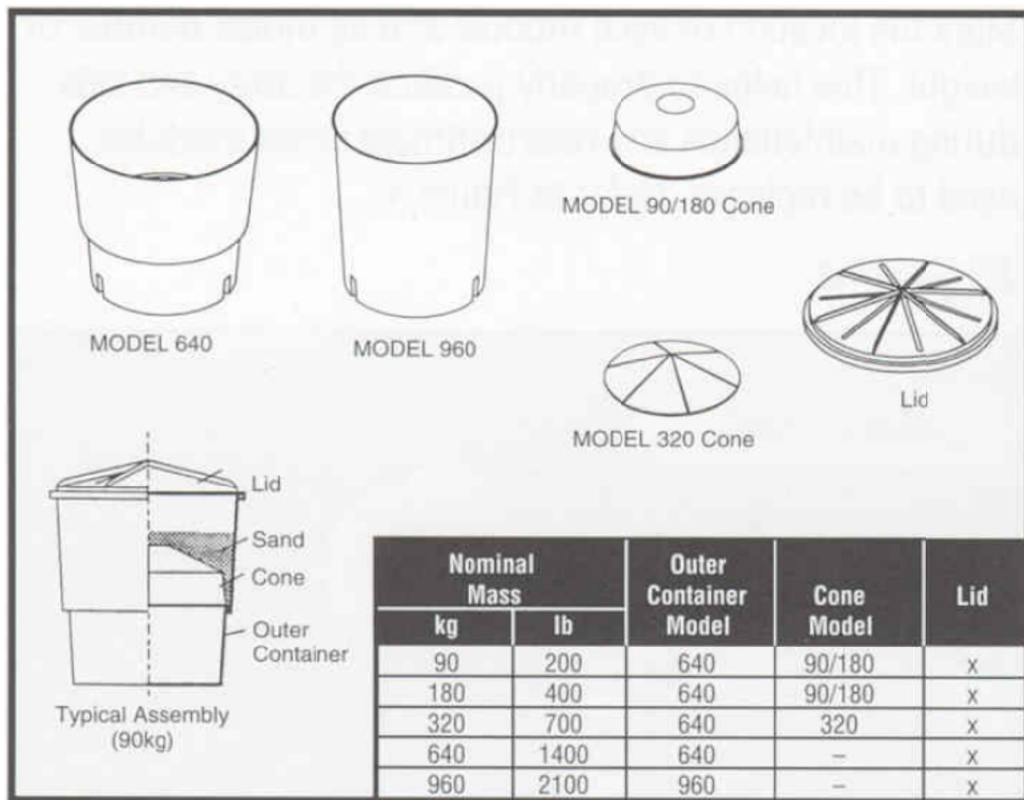 MODEL 640
MODEL 960
MODEL 90/180 Cone
MODEL 320 Cone
Lid
Lid
Sand
Cone
Outer
Container
Typical Assembly
(90kg)
Nominal Mass | Outer Container Model | Cone Model | Lid
kg | lb
90 | 200 | 640 | 90/180 | x
180 | 400 | 640 | 90/180 | x
320 | 700 | 640 | 320 | x
640 | 1400 | 640 | – | x
960 | 2100 | 960 | – | x